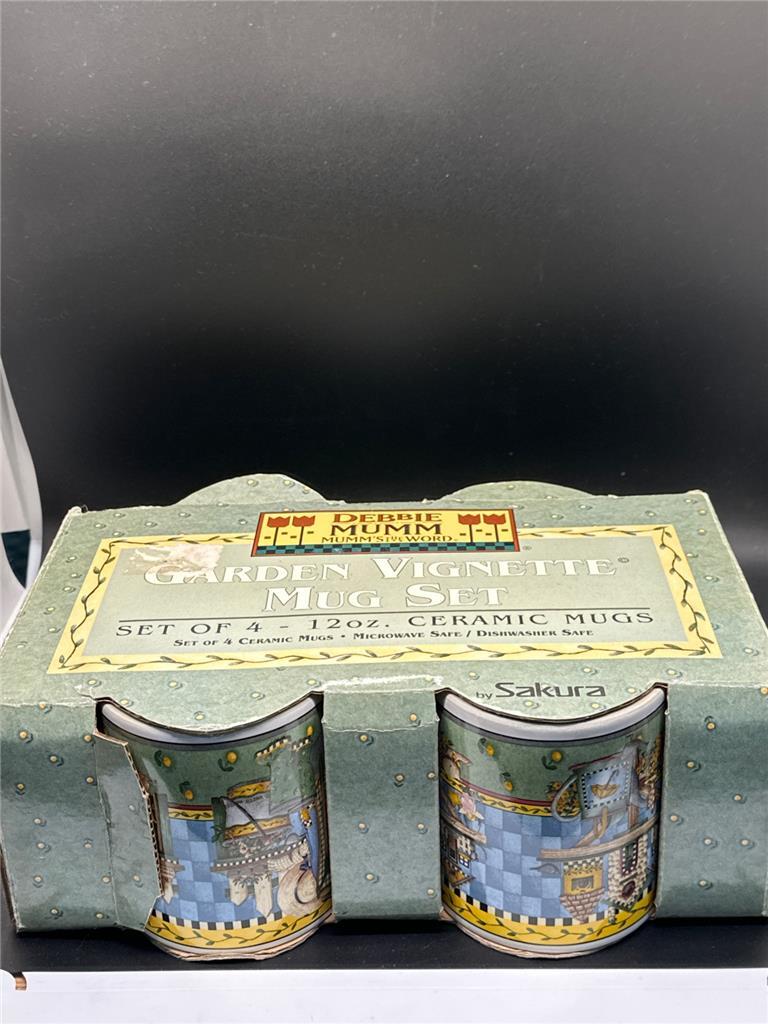 DEBBIE
MUMM
MUMM'S THE WORD.®
GARDEN VIGNETTE©
MUG SET
SET OF 4 - 12oz. CERAMIC MUGS
SET OF 4 CERAMIC MUGS • MICROWAVE SAFE / DISHWASHER SAFE
by Sakura